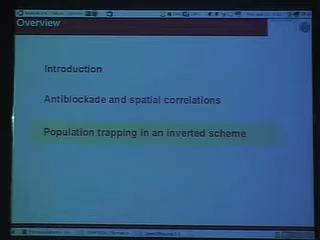 Overview
Introduction
Antiblockade and spatial correlations
Population trapping in an inverted scheme